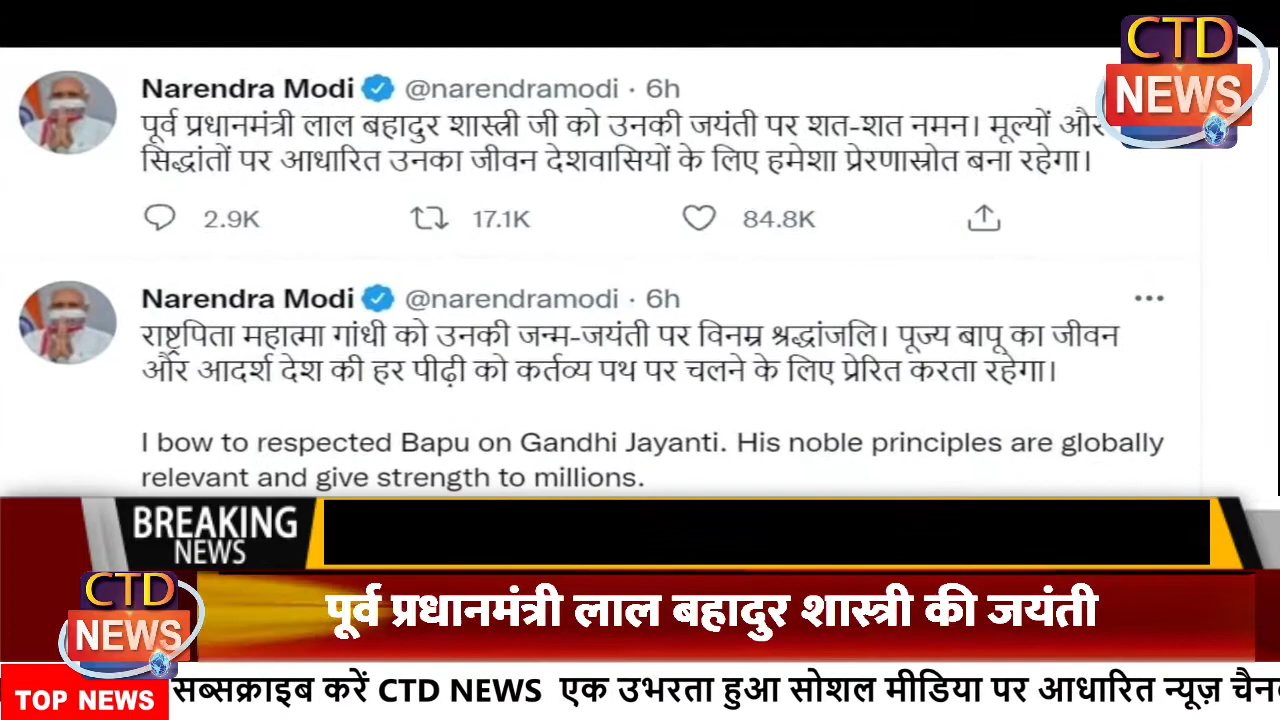 CTD
NEWS
Narendra Modi @narendramodi · 6h
पूर्व प्रधानमंत्री लाल बहादुर शास्त्री जी को उनकी जयंती पर शत-शत नमन। मूल्यों और
सिद्धांतों पर आधारित उनका जीवन देशवासियों के लिए हमेशा प्रेरणास्रोत बना रहेगा।
2.9K 17.1K 84.8K
Narendra Modi @narendramodi · 6h
राष्ट्रपिता महात्मा गांधी को उनकी जन्म-जयंती पर विनम्र श्रद्धांजलि। पूज्य बापू का जीवन
और आदर्श देश की हर पीढ़ी को कर्तव्य पथ पर चलने के लिए प्रेरित करता रहेगा।
I bow to respected Bapu on Gandhi Jayanti. His noble principles are globally
relevant and give strength to millions.
BREAKING
NEWS
CTD
NEWS
पूर्व प्रधानमंत्री लाल बहादुर शास्त्री की जयंती
TOP NEWS
सब्सक्राइब करें CTD NEWS एक उभरता हुआ सोशल मीडिया पर आधारित न्यूज़